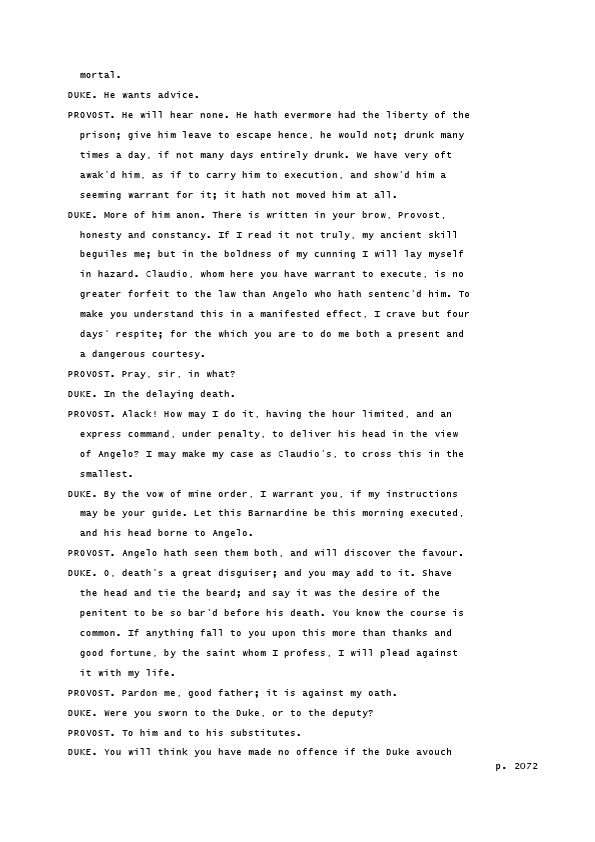 mortal.
DUKE. He wants advice.
PROVOST. He will hear none. He hath evermore had the liberty of the
prison; give him leave to escape hence, he would not; drunk many
times a day, if not many days entirely drunk. We have very oft
awak'd him, as if to carry him to execution, and show'd him a
seeming warrant for it; it hath not moved him at all.
DUKE. More of him anon. There is written in your brow, Provost,
honesty and constancy. If I read it not truly, my ancient skill
beguiles me; but in the boldness of my cunning I will lay myself
in hazard. Claudio, whom here you have warrant to execute, is no
greater forfeit to the law than Angelo who hath sentenc'd him. To
make you understand this in a manifested effect, I crave but four
days' respite; for the which you are to do me both a present and
a dangerous courtesy.
PROVOST. Pray, sir, in what?
DUKE. In the delaying death.
PROVOST. Alack! How may I do it, having the hour limited, and an
express command, under penalty, to deliver his head in the view
of Angelo? I may make my case as Claudio's, to cross this in the
smallest.
DUKE. By the vow of mine order, I warrant you, if my instructions
may be your guide. Let this Barnardine be this morning executed,
and his head borne to Angelo.
PROVOST. Angelo hath seen them both, and will discover the favour.
DUKE. O, death's a great disguiser; and you may add to it. Shave
the head and tie the beard; and say it was the desire of the
penitent to be so bar'd before his death. You know the course is
common. If anything fall to you upon this more than thanks and
good fortune, by the saint whom I profess, I will plead against
it with my life.
PROVOST. Pardon me, good father; it is against my oath.
DUKE. Were you sworn to the Duke, or to the deputy?
PROVOST. To him and to his substitutes.
DUKE. You will think you have made no offence if the Duke avouch
p. 2072